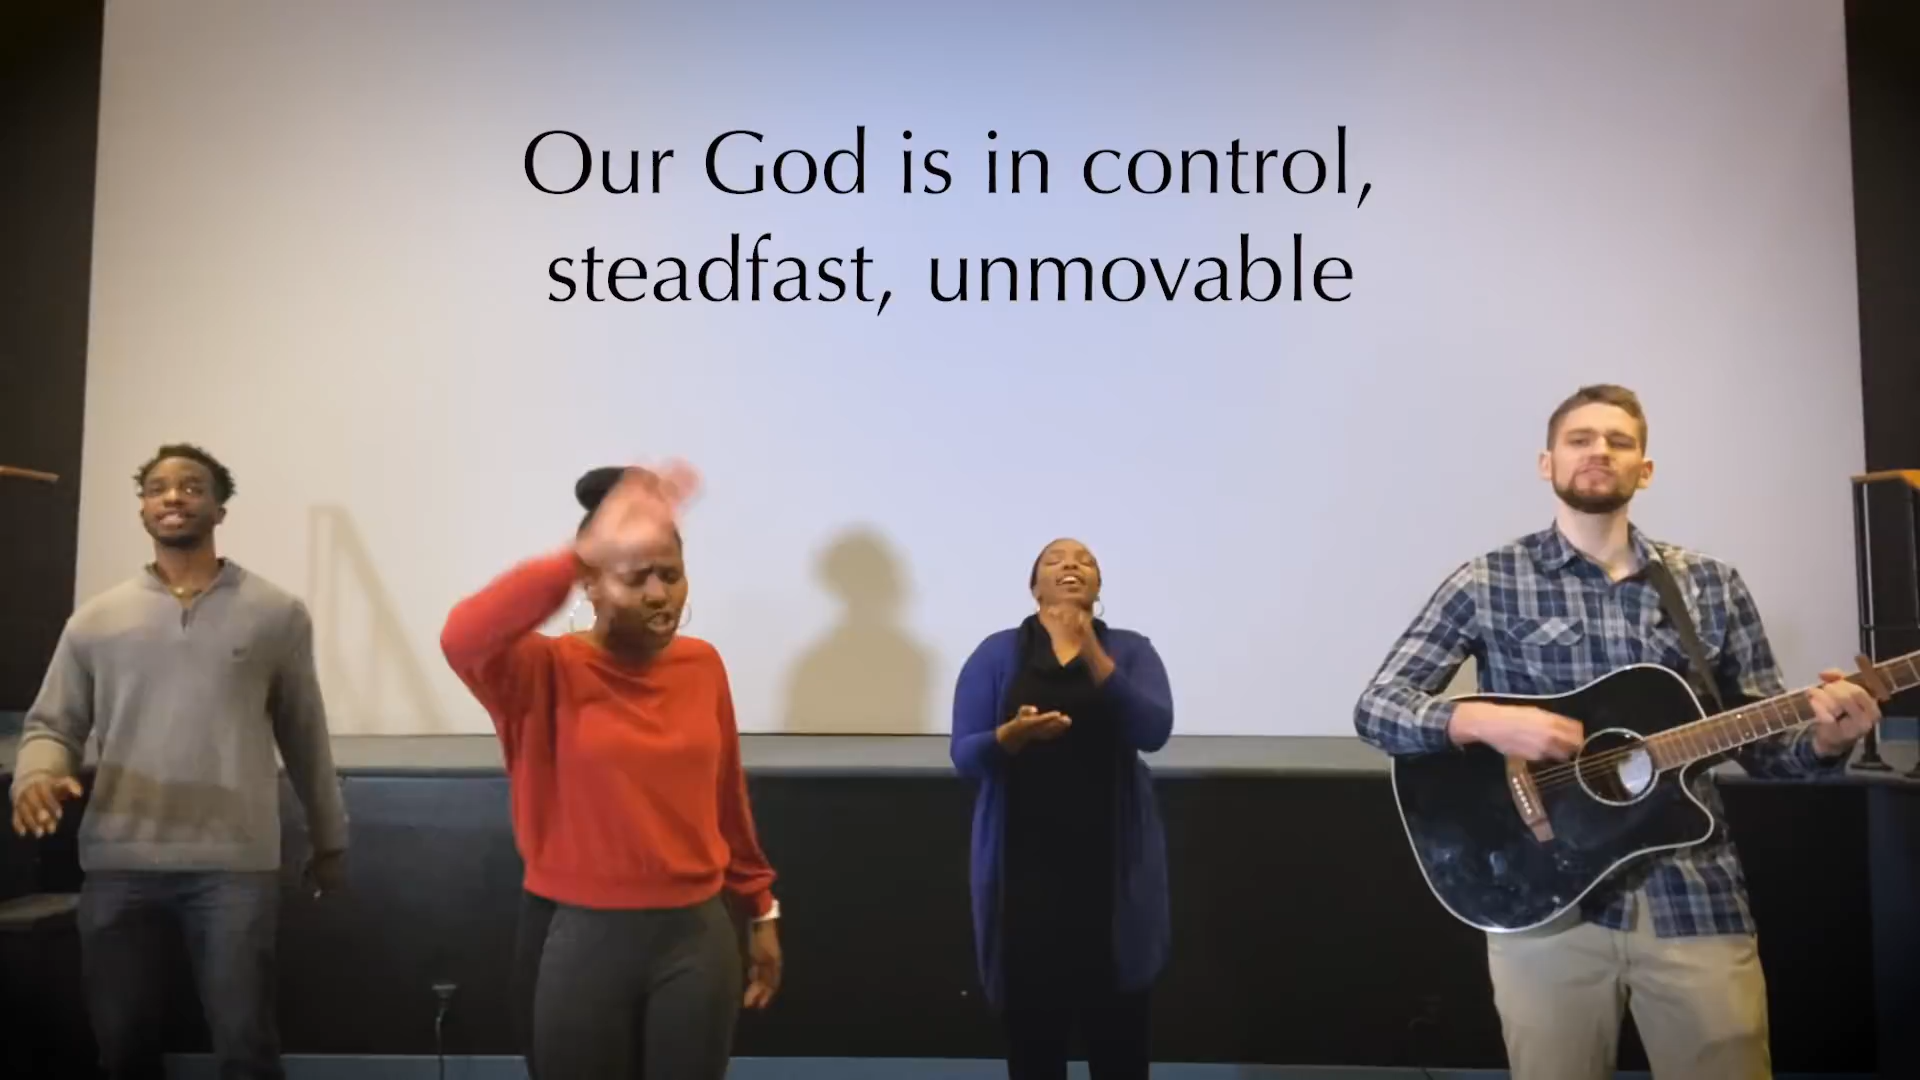 Our God is in control,
steadfast, unmovable